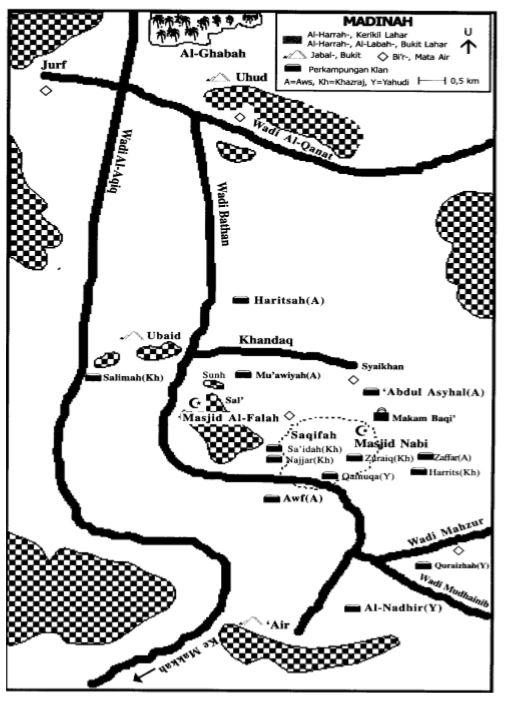 MADINAH
Al-Harrah-, Kerikil Lahar
Al-Harrah-, Al-Labah-, Bukit Lahar
Jabal-, Bukit
Bi'r-, Mata Air
Perkampungan Klan
A=Aws, Kh=Khazraj, Y=Yahudi
0,5 km
U
Al-Ghabah
Jurf
Uhud
Wadi Al-Qanat
Wadi Al-Aqiq
Wadi Bathan
Haritsah(A)
Ubaid
Khandaq
Salimah(Kh)
Sunh
Mu'awiyah(A)
Syaikhan
'Abdul Asyhal(A)
Sal'
Masjid Al-Falah
Makam Baqi'
Saqifah
Masjid Nabi
Sa'idah(Kh)
Najjar(Kh)
Zuraiq(Kh)
Zaffar(A)
Qainuqa(Y)
Harrits(Kh)
Awf(A)
Wadi Mahzur
Quraizhah(Y)
Wadi Mudhainib
Al-Nadhir(Y)
'Air
Ke Makkah